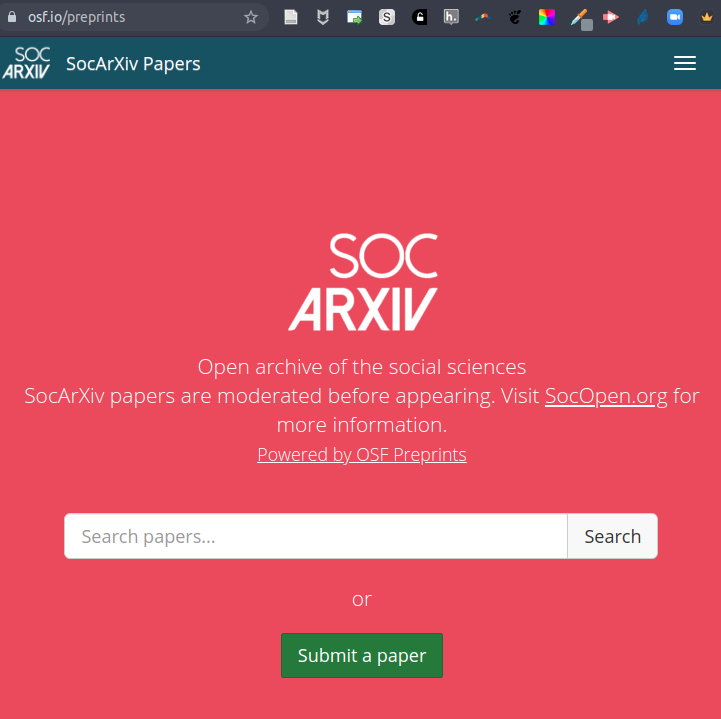 osf.io/preprints
S
h.
SOC
ARXIV
SocArXiv Papers
SOC
ARXIV
Open archive of the social sciences
SocArXiv papers are moderated before appearing. Visit SocOpen.org for
more information.
Powered by OSF Preprints
Search papers...
Search
or
Submit a paper